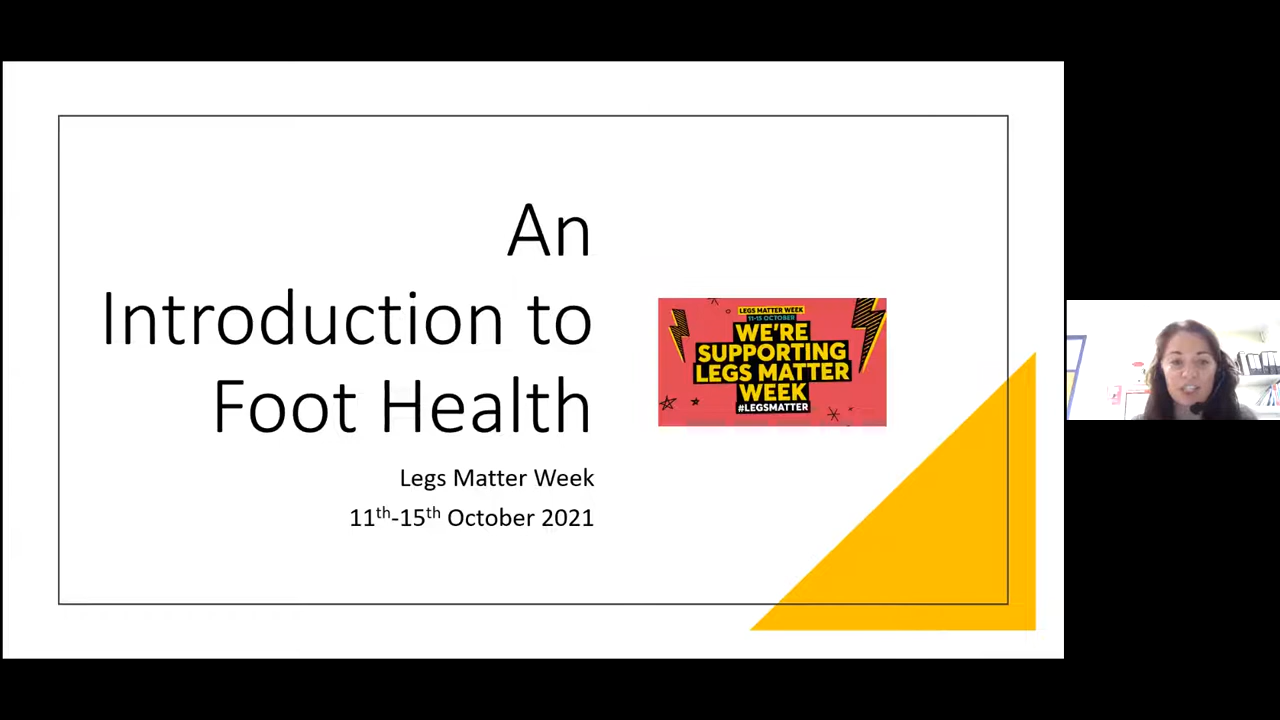 An
Introduction to
Foot Health
Legs Matter Week
11th-15th October 2021
LEGS MATTER WEEK
11-15 OCTOBER
WE'RE
SUPPORTING
LEGS MATTER
WEEK
#LEGSMATTER